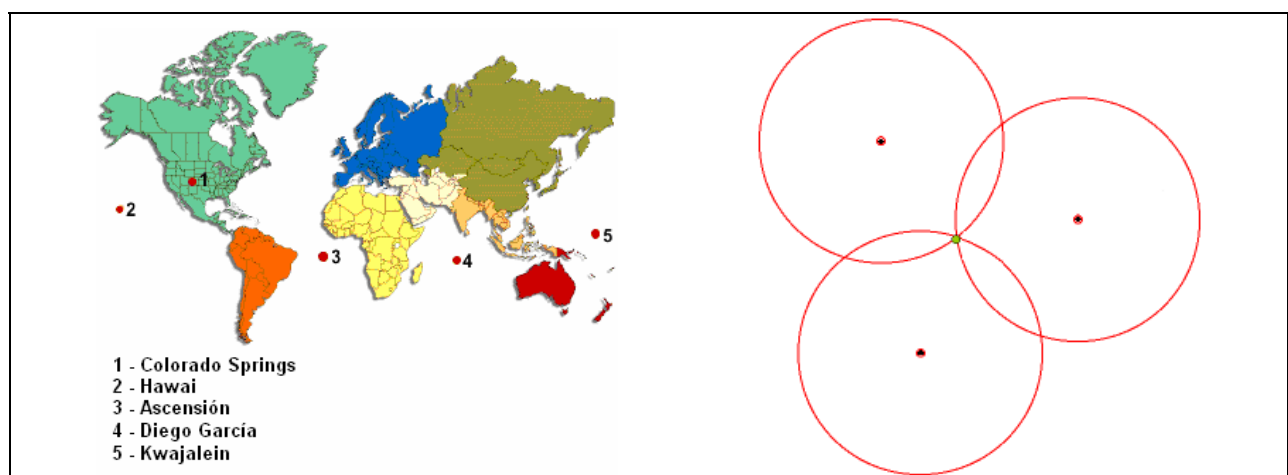 1
2
3
4
5
1 - Colorado Springs
2 - Hawai
3 - Ascensión
4 - Diego García
5 - Kwajalein